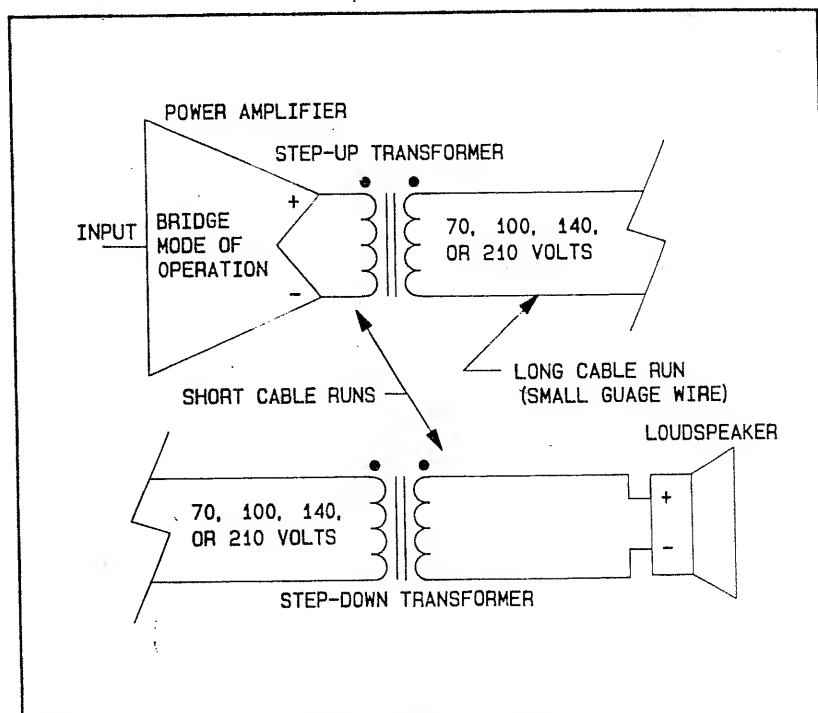 POWER AMPLIFIER
STEP-UP TRANSFORMER
+
INPUT
BRIDGE
MODE OF
OPERATION
-
70, 100, 140,
OR 210 VOLTS
SHORT CABLE RUNS
LONG CABLE RUN
(SMALL GUAGE WIRE)
LOUDSPEAKER
70, 100, 140,
OR 210 VOLTS
+
-
STEP-DOWN TRANSFORMER